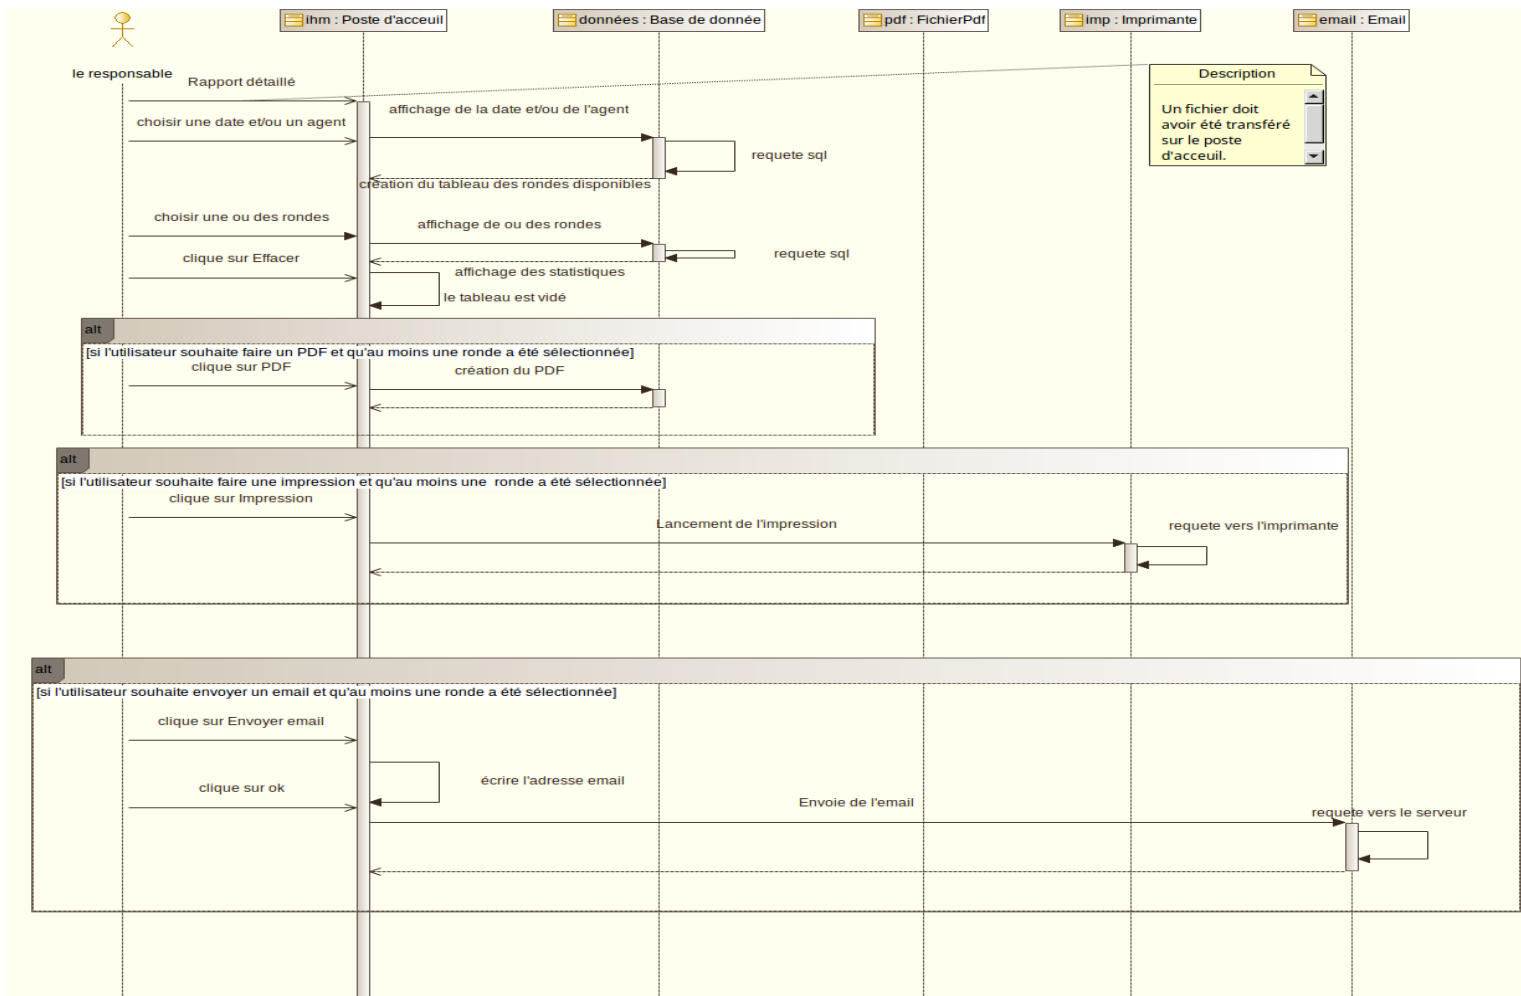 ihm : Poste d'acceuil
données : Base de donnée
pdf : FichierPdf
imp : Imprimante
email : Email
le responsable
Rapport détaillé
Description
Un fichier doit
avoir été transféré
sur le poste
d'acceuil.
affichage de la date et/ou de l'agent
choisir une date et/ou un agent
requete sql
création du tableau des rondes disponibles
choisir une ou des rondes
affichage de ou des rondes
requete sql
clique sur Effacer
affichage des statistiques
le tableau est vidé
alt
[si l'utilisateur souhaite faire un PDF et qu'au moins une ronde a été sélectionnée]
clique sur PDF
création du PDF
alt
[si l'utilisateur souhaite faire une impression et qu'au moins une  ronde a été sélectionnée]
clique sur Impression
Lancement de l'impression
requete vers l'imprimante
alt
[si l'utilisateur souhaite envoyer un email et qu'au moins une ronde a été sélectionnée]
clique sur Envoyer email
écrire l'adresse email
clique sur ok
Envoie de l'email
requete vers le serveur